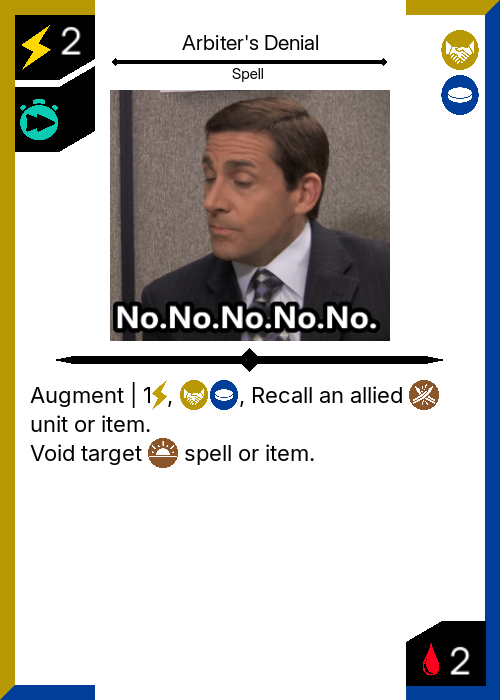 2
Arbiter's Denial
Spell
No.No.No.No.No.
Augment | 1, , Recall an allied
unit or item.
Void target spell or item.
2